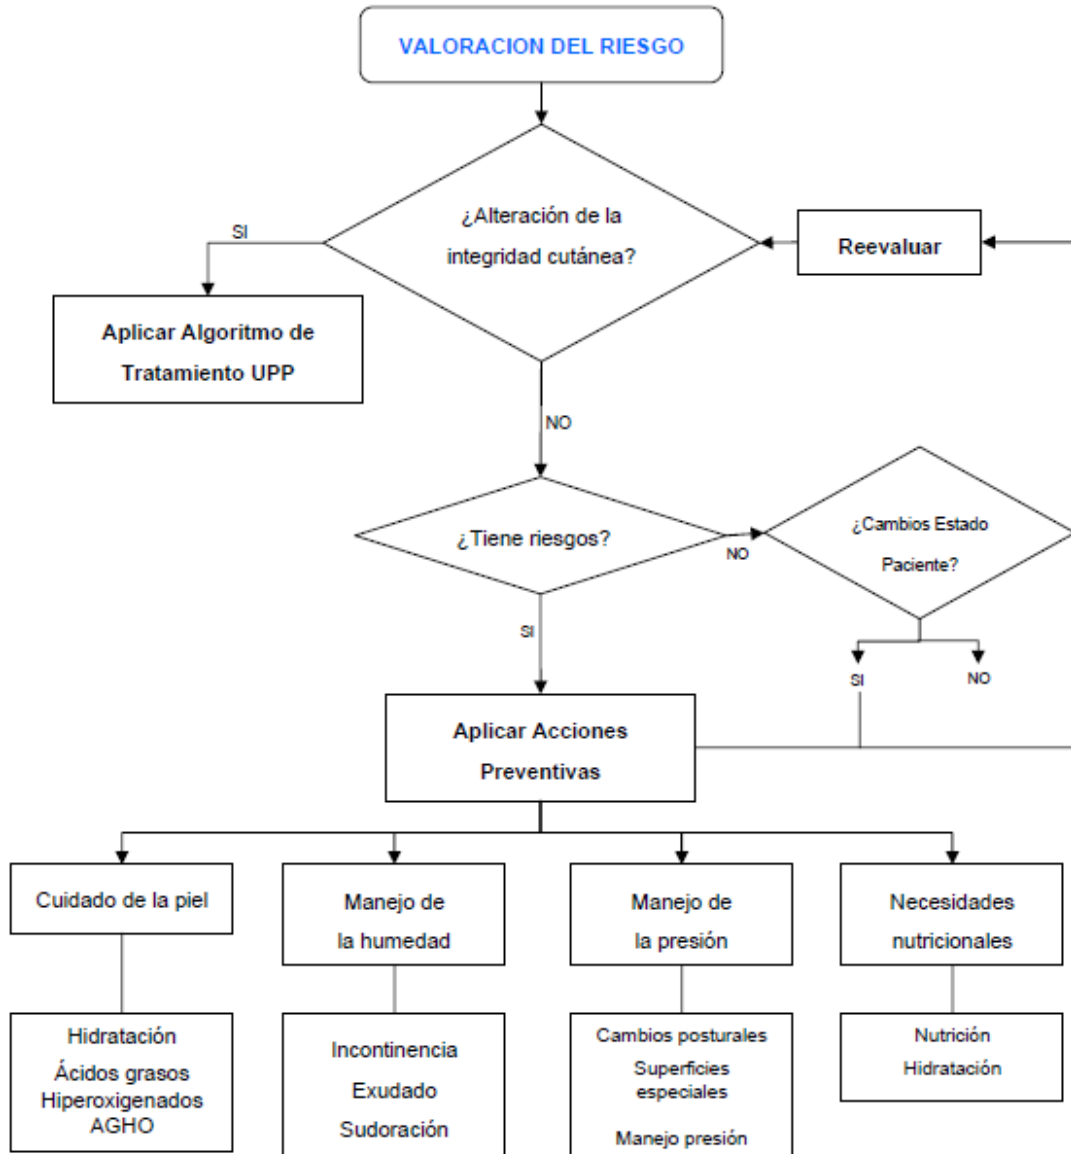 VALORACION DEL RIESGO
¿Alteración de la
integridad cutánea?
SI
Reevaluar
Aplicar Algoritmo de
Tratamiento UPP
NO
¿Tiene riesgos?
NO
¿Cambios Estado
Paciente?
SI
SI
NO
Aplicar Acciones
Preventivas
Cuidado de la piel
Manejo de
la humedad
Manejo de
la presión
Necesidades
nutricionales
Hidratación
Ácidos grasos
Hiperoxigenados
AGHO
Incontinencia
Exudado
Sudoración
Cambios posturales
Superficies
especiales
Manejo presión
Nutrición
Hidratación